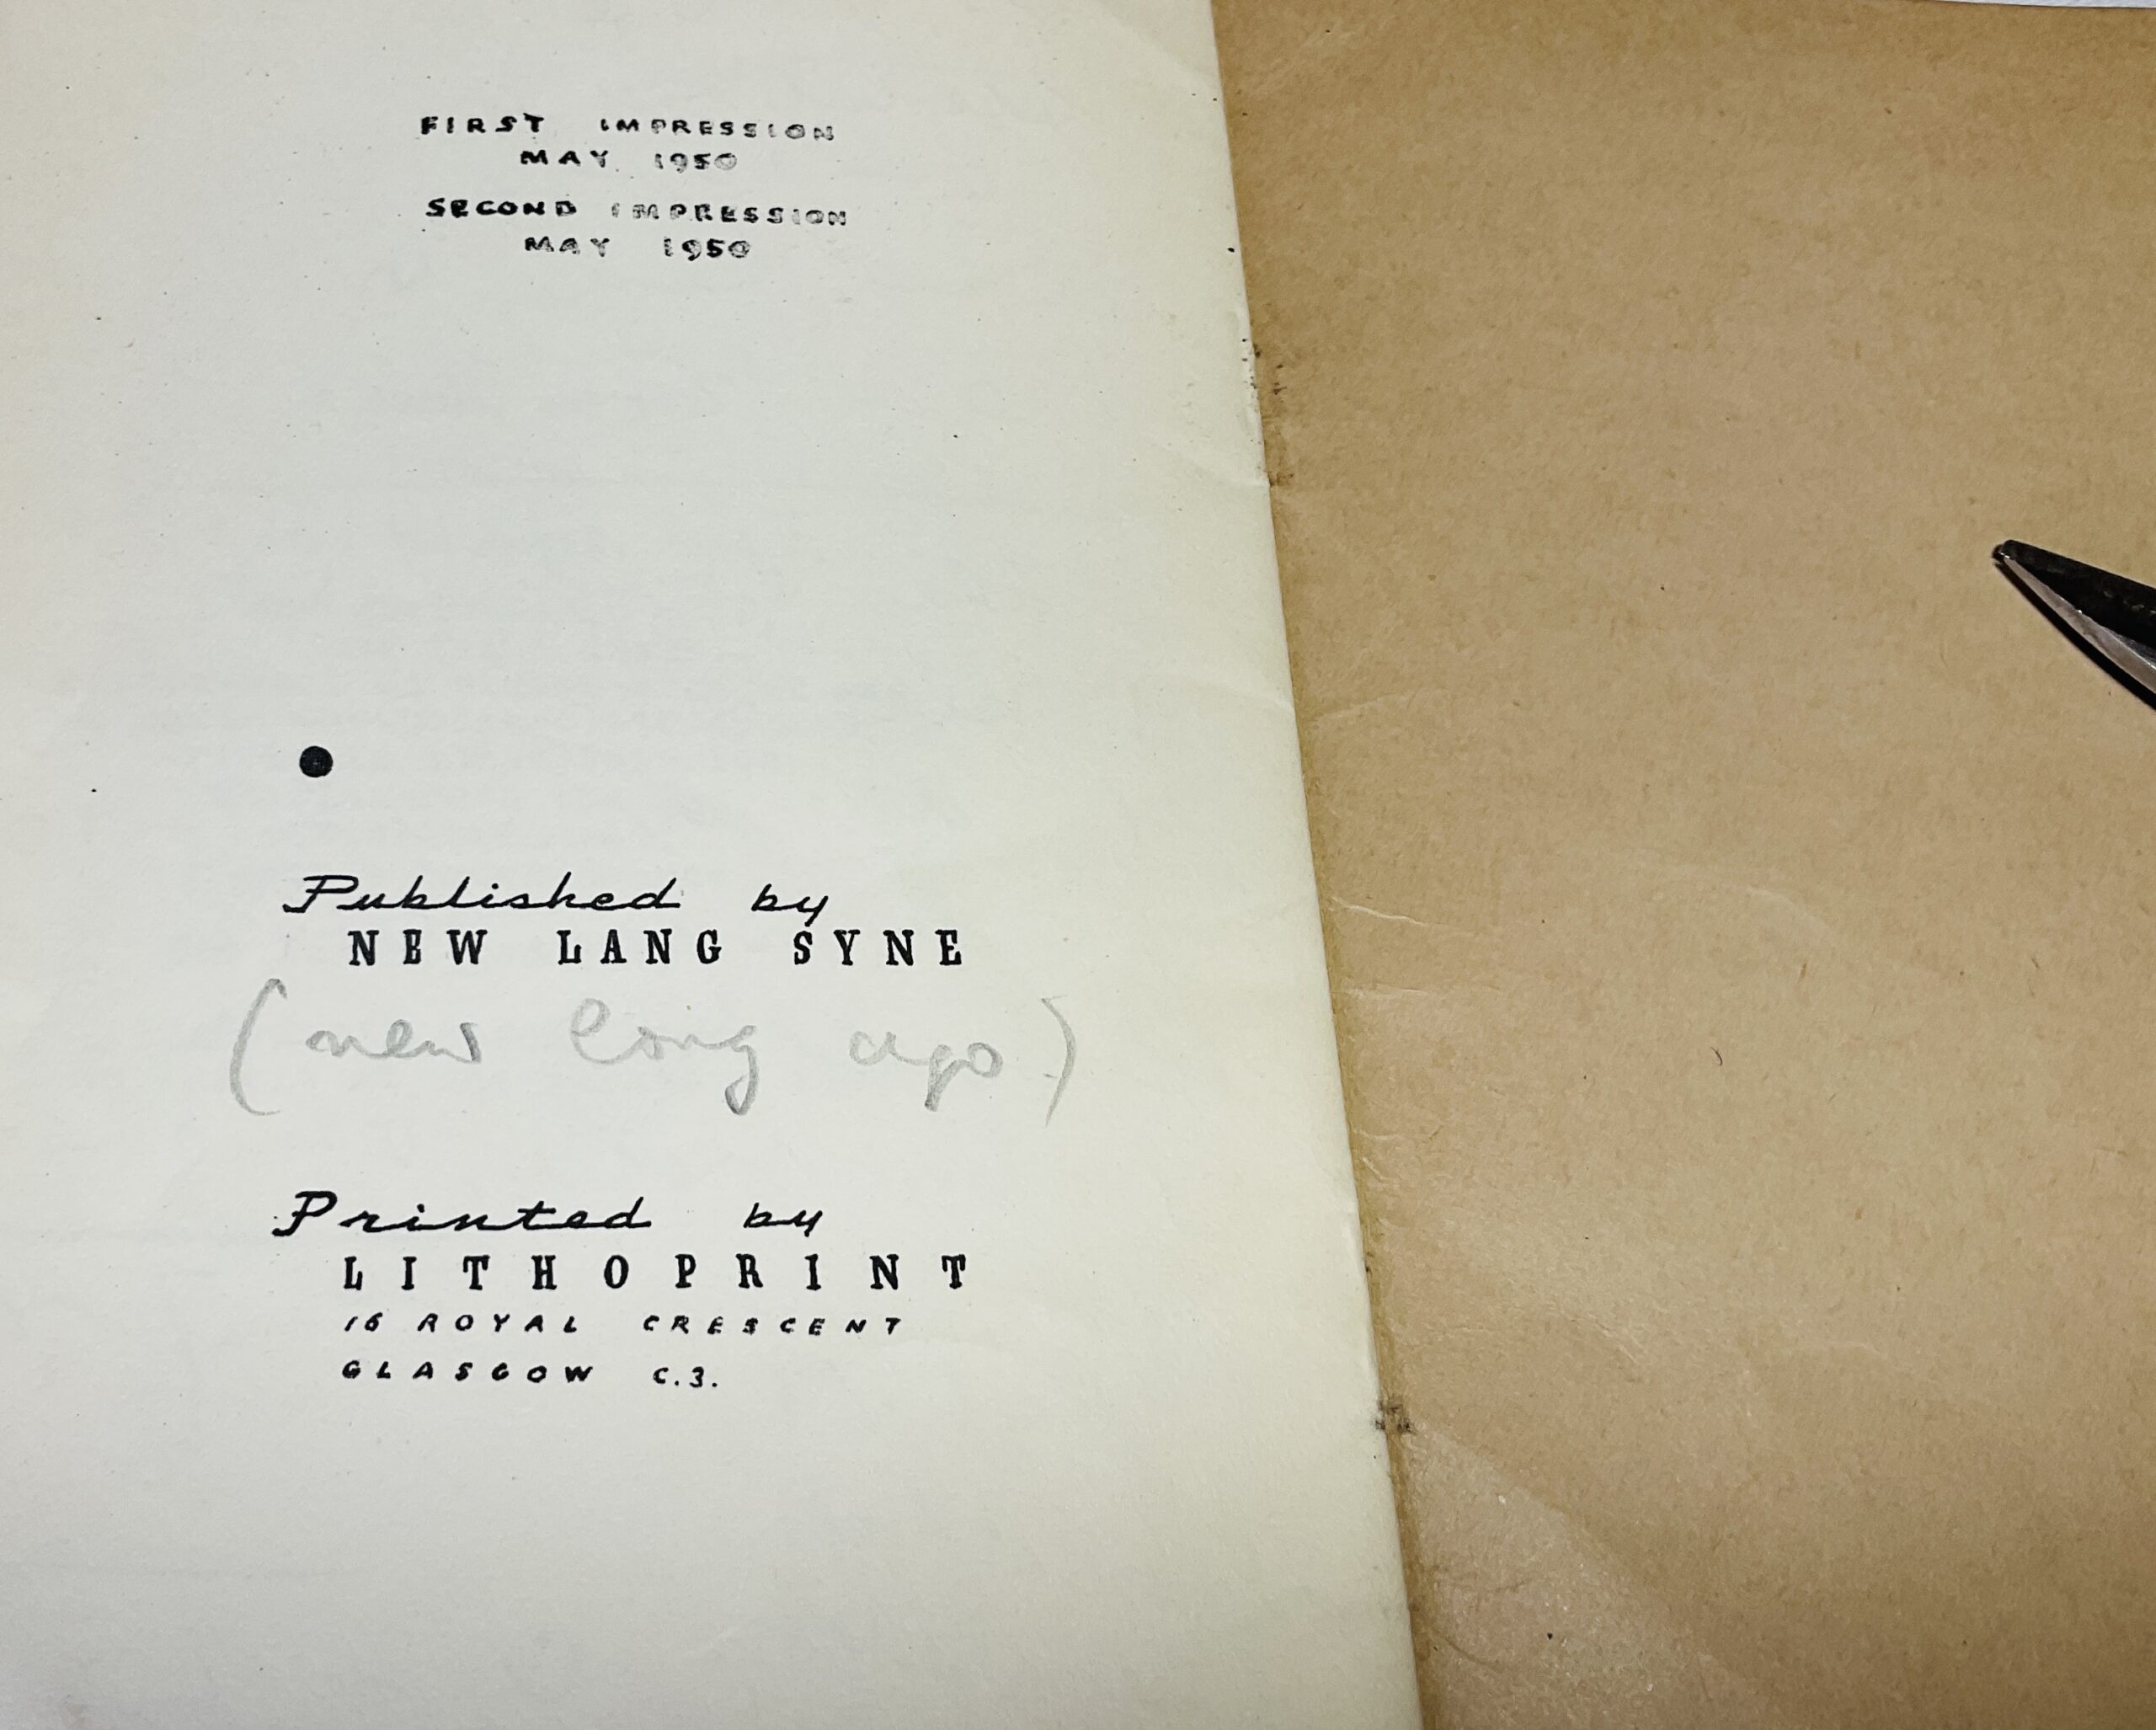 FIRST IMPRESSION
MAY 1950
SECOND IMPRESSION
MAY 1950
Published by
NEW LANG SYNE
(new long ago)
Printed by
LITHOPRINT
16 ROYAL CRESCENT
GLASGOW C.3.